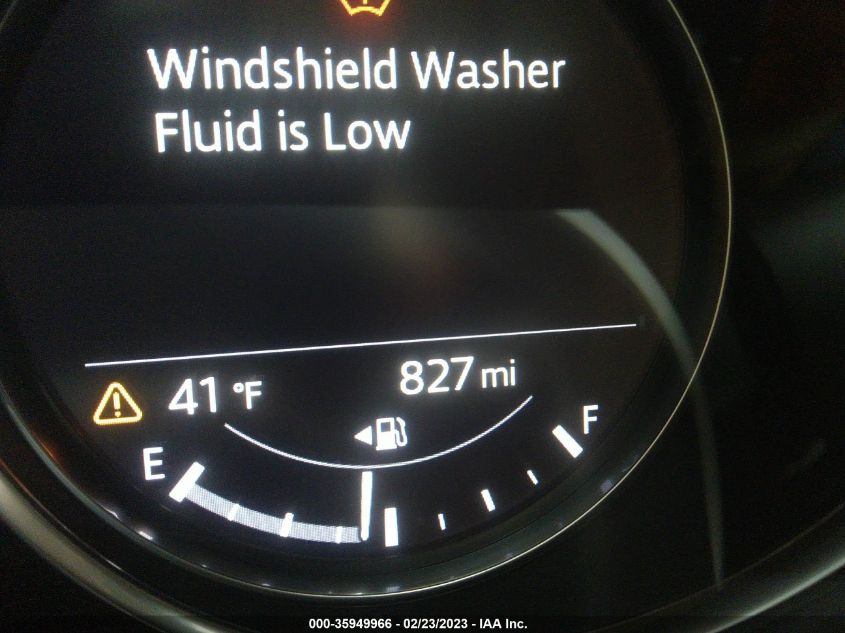 Windshield Washer
Fluid is Low
41 °F
827 mi
E
F
000-35949966 - 02/23/2023 - IAA Inc.